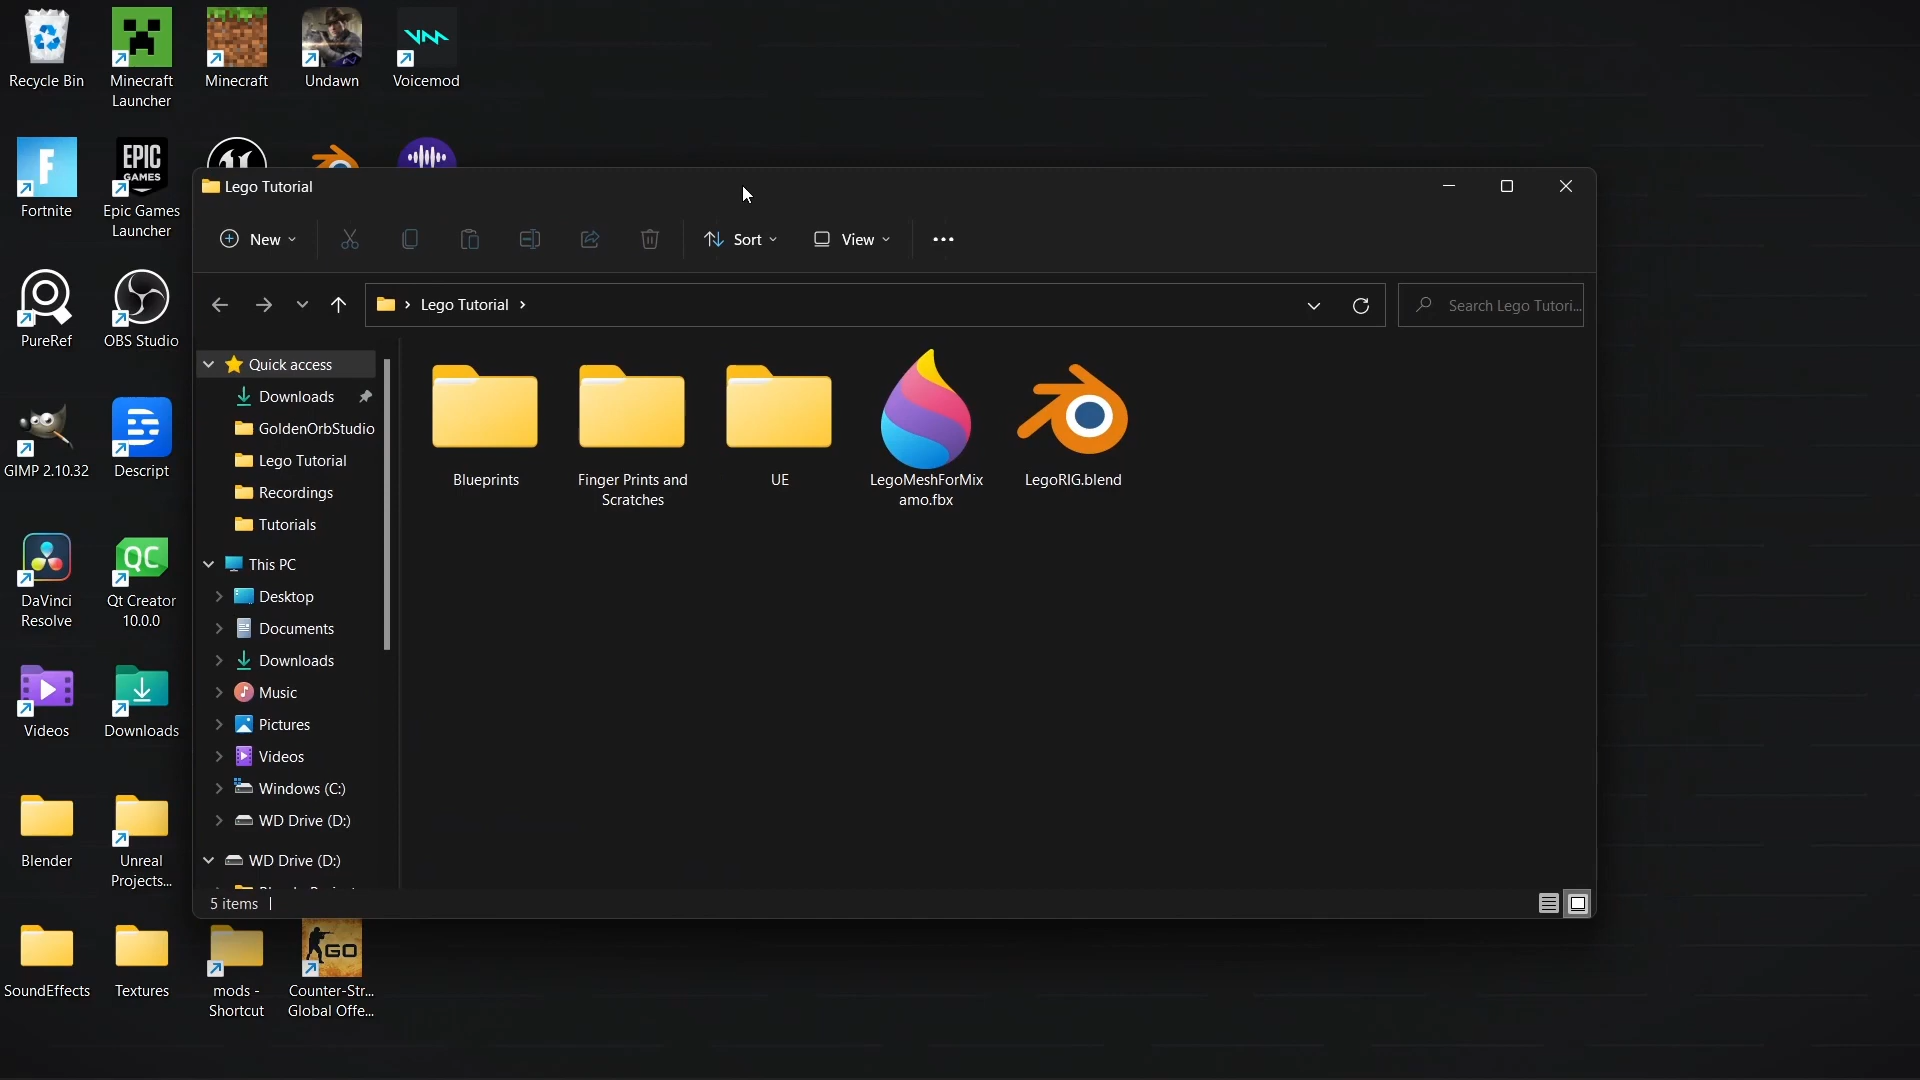 Recycle Bin
Minecraft
Launcher
Minecraft
Undawn
Voicemod
F
Fortnite
EPIC
GAMES
Epic Games
Launcher
PureRef
OBS Studio
GIMP 2.10.32
Descript
DaVinci
Resolve
QC
Qt Creator
10.0.0
Videos
Downloads
Blender
Unreal
Projects...
SoundEffects
Textures
mods -
Shortcut
GO
Counter-Str...
Global Offe...
Lego Tutorial
New
Sort
View
Lego Tutorial
Search Lego Tutori...
Quick access
Downloads
GoldenOrbStudio
Lego Tutorial
Recordings
Tutorials
This PC
Desktop
Documents
Downloads
Music
Pictures
Videos
Windows (C:)
WD Drive (D:)
WD Drive (D:)
Blueprints
Finger Prints and
Scratches
UE
LegoMeshForMix
amo.fbx
LegoRIG.blend
5 items